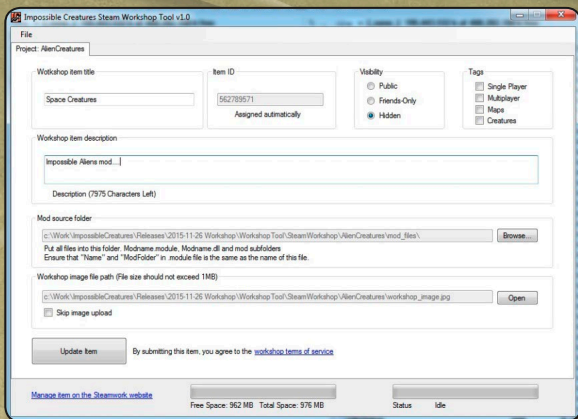 Impossible Creatures Steam Workshop Tool v1.0
File
Project: AlienCreatures
Workshop item title
Space Creatures
Item ID
562789571
Assigned autimatically
Visibility
Public
Friends-Only
Hidden
Tags
Single Player
Multiplayer
Maps
Creatures
Workshop item description
Impossible Aliens mod....
Description (7975 Characters Left)
Mod source folder
c:\Work\ImpossibleCreatures\Releases\2015-11-26 Workshop\WorkshopTool\SteamWorkshop\AlienCreatures\mod_files\
Browse...
Put all files into this folder. Modname.module, Modname.dll and mod subfolders
Ensure that "Name" and "ModFolder" in .module file is the same as the name of this file.
Workshop image file path (File size should not exceed 1MB)
c:\Work\ImpossibleCreatures\Releases\2015-11-26 Workshop\WorkshopTool\SteamWorkshop\AlienCreatures\workshop_image.jpg
Open
Skip image upload
Update Item
By submitting this item, you agree to the workshop terms of service
Manage item on the Steamwork website
Free Space: 962 MB Total Space: 976 MB
Status Idle